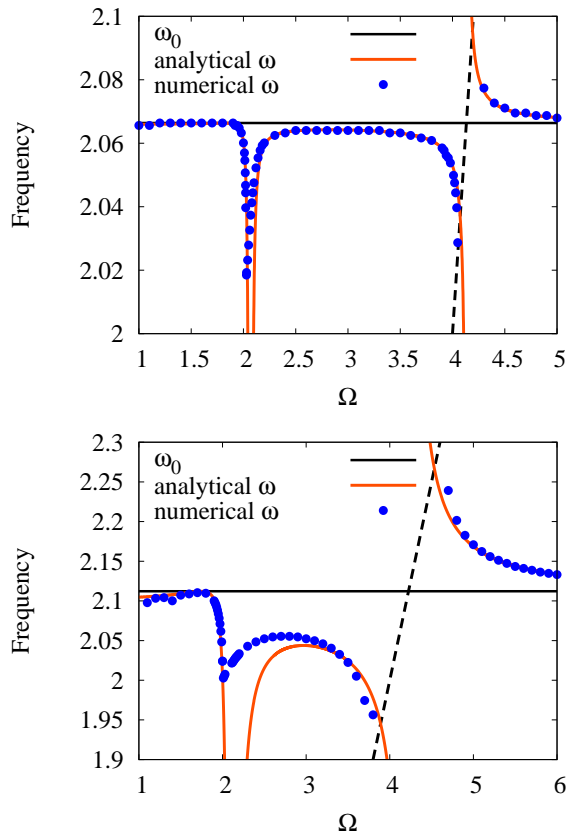 2.1
2.08
2.06
2.04
2.02
2
Frequency
ω0
analytical ω
numerical ω
1 1.5 2 2.5 3 3.5 4 4.5 5
Ω
2.3
2.25
2.2
2.15
2.1
2.05
2
1.95
1.9
Frequency
ω0
analytical ω
numerical ω
1 2 3 4 5 6
Ω